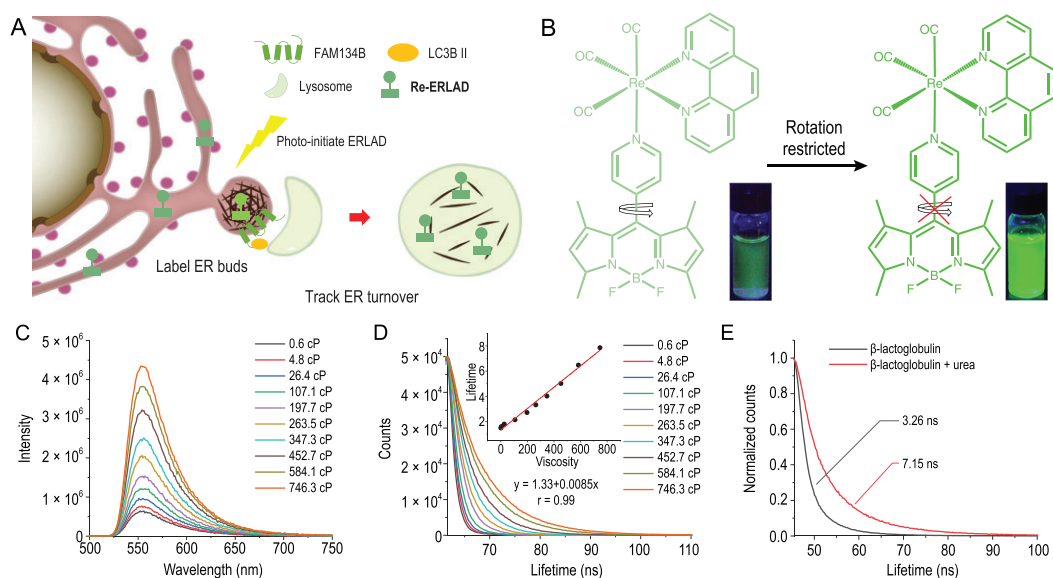 A
FAM134B
LC3B II
Lysosome
Re-ERLAD
Photo-initiate ERLAD
Label ER buds
Track ER turnover
B
OC
OC
OC
Re
N
N
N
N
N
B
F
F
Rotation
restricted
OC
OC
OC
Re
N
N
N
N
N
B
F
F
C
5 × 10⁶
4 × 10⁶
3 × 10⁶
2 × 10⁶
1 × 10⁶
0
500
550
600
650
700
750
Intensity
Wavelength (nm)
0.6 cP
4.8 cP
26.4 cP
107.1 cP
197.7 cP
263.5 cP
347.3 cP
452.7 cP
584.1 cP
746.3 cP
D
5 × 10⁴
4 × 10⁴
3 × 10⁴
2 × 10⁴
1 × 10⁴
0
70
80
90
100
110
Counts
Lifetime (ns)
8
6
4
2
0
200
400
600
800
Lifetime
Viscosity
y = 1.33+0.0085x
r = 0.99
0.6 cP
4.8 cP
26.4 cP
107.1 cP
197.7 cP
263.5 cP
347.3 cP
452.7 cP
584.1 cP
746.3 cP
E
1.0
0.8
0.6
0.4
0.2
0.0
50
60
70
80
90
100
Normalized counts
Lifetime (ns)
β-lactoglobulin
β-lactoglobulin + urea
3.26 ns
7.15 ns